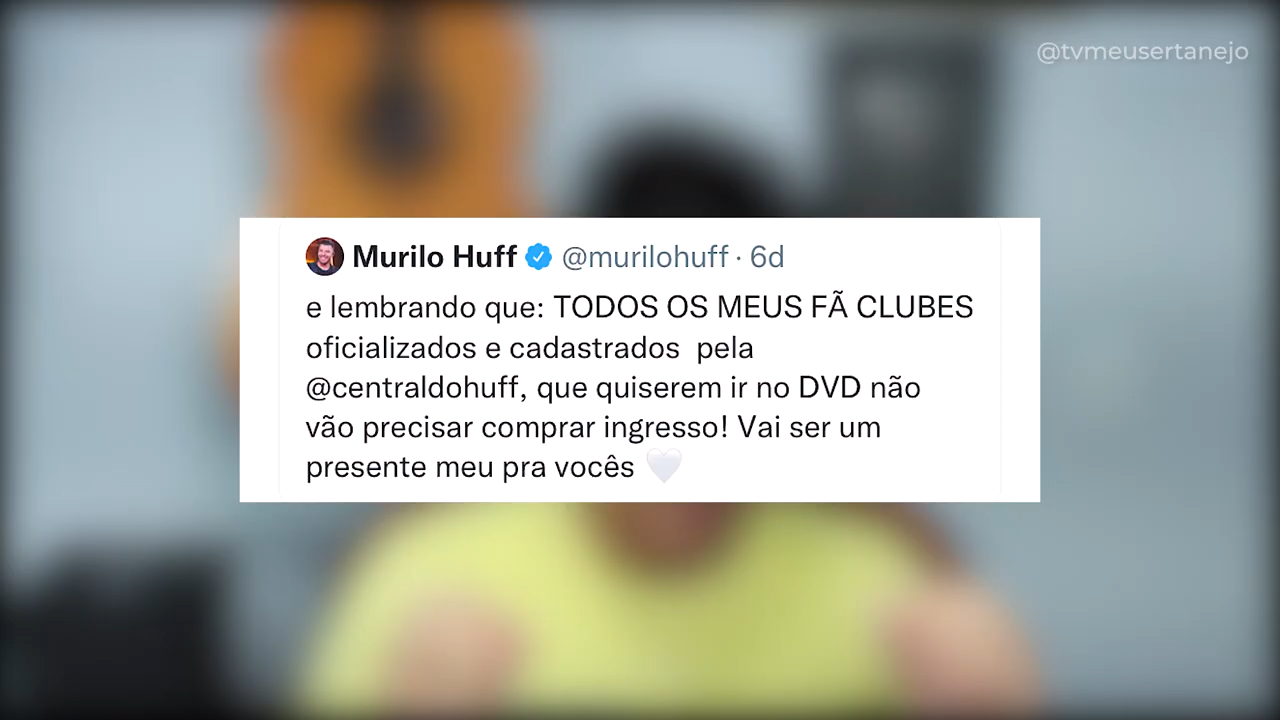 @tvmeusertanejo
Murilo Huff @murilohuff · 6d
e lembrando que: TODOS OS MEUS FÃ CLUBES
oficializados e cadastrados pela
@centraldohuff, que quiserem ir no DVD não
vão precisar comprar ingresso! Vai ser um
presente meu pra vocês 🤍